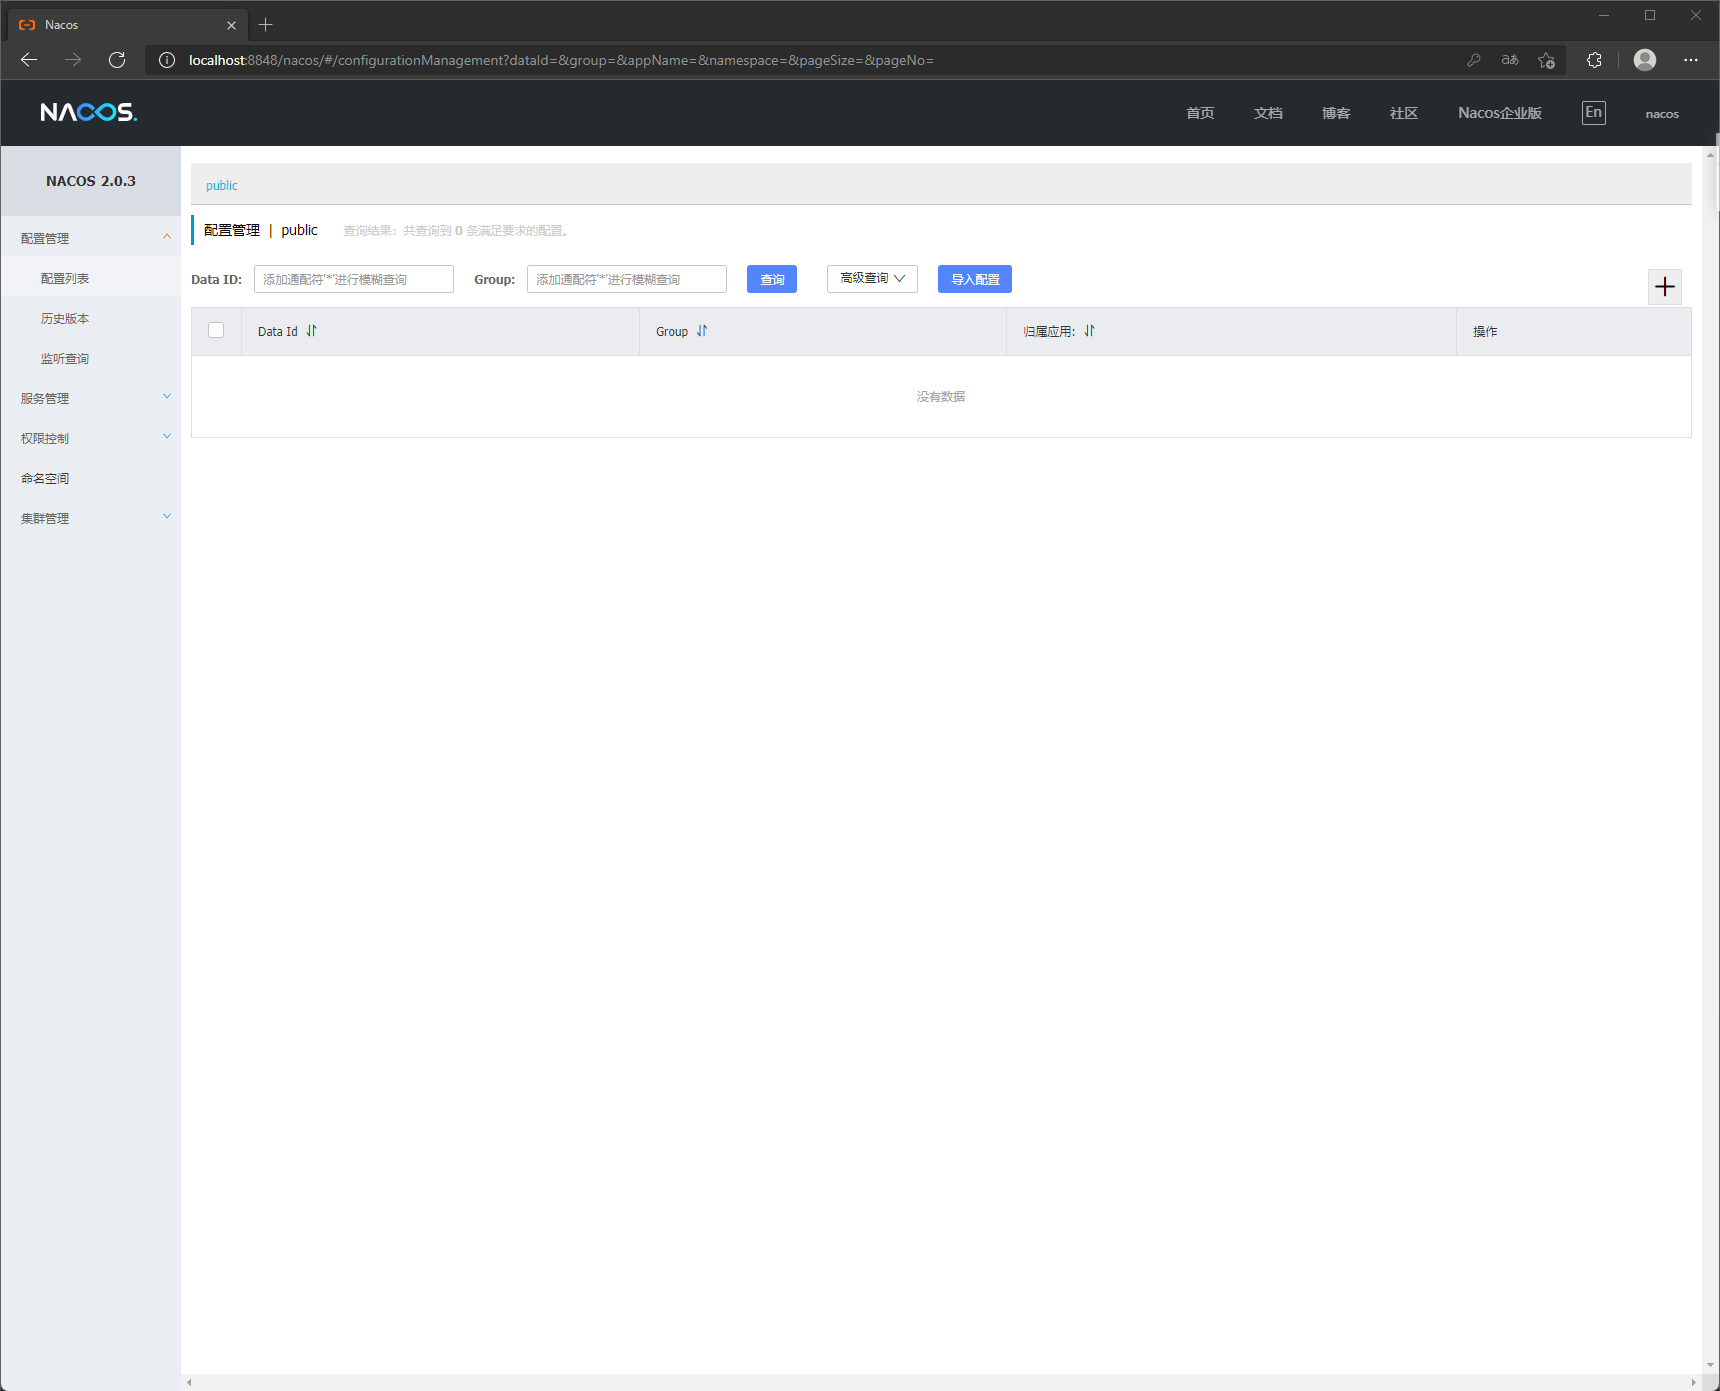 Nacos
localhost:8848/nacos/#/configurationManagement?dataId=&group=&appName=&namespace=&pageSize=&pageNo=
aあ
NACOS.
首页 文档 博客 社区 Nacos企业版 En nacos
NACOS 2.0.3
配置管理
配置列表
历史版本
监听查询
服务管理
权限控制
命名空间
集群管理
public
配置管理 | public 查询结果：共查询到 0 条满足要求的配置。
Data ID: 添加通配符'*'进行模糊查询 Group: 添加通配符'*'进行模糊查询 查询 高级查询 导入配置
Data Id Group 归属应用: 操作
没有数据